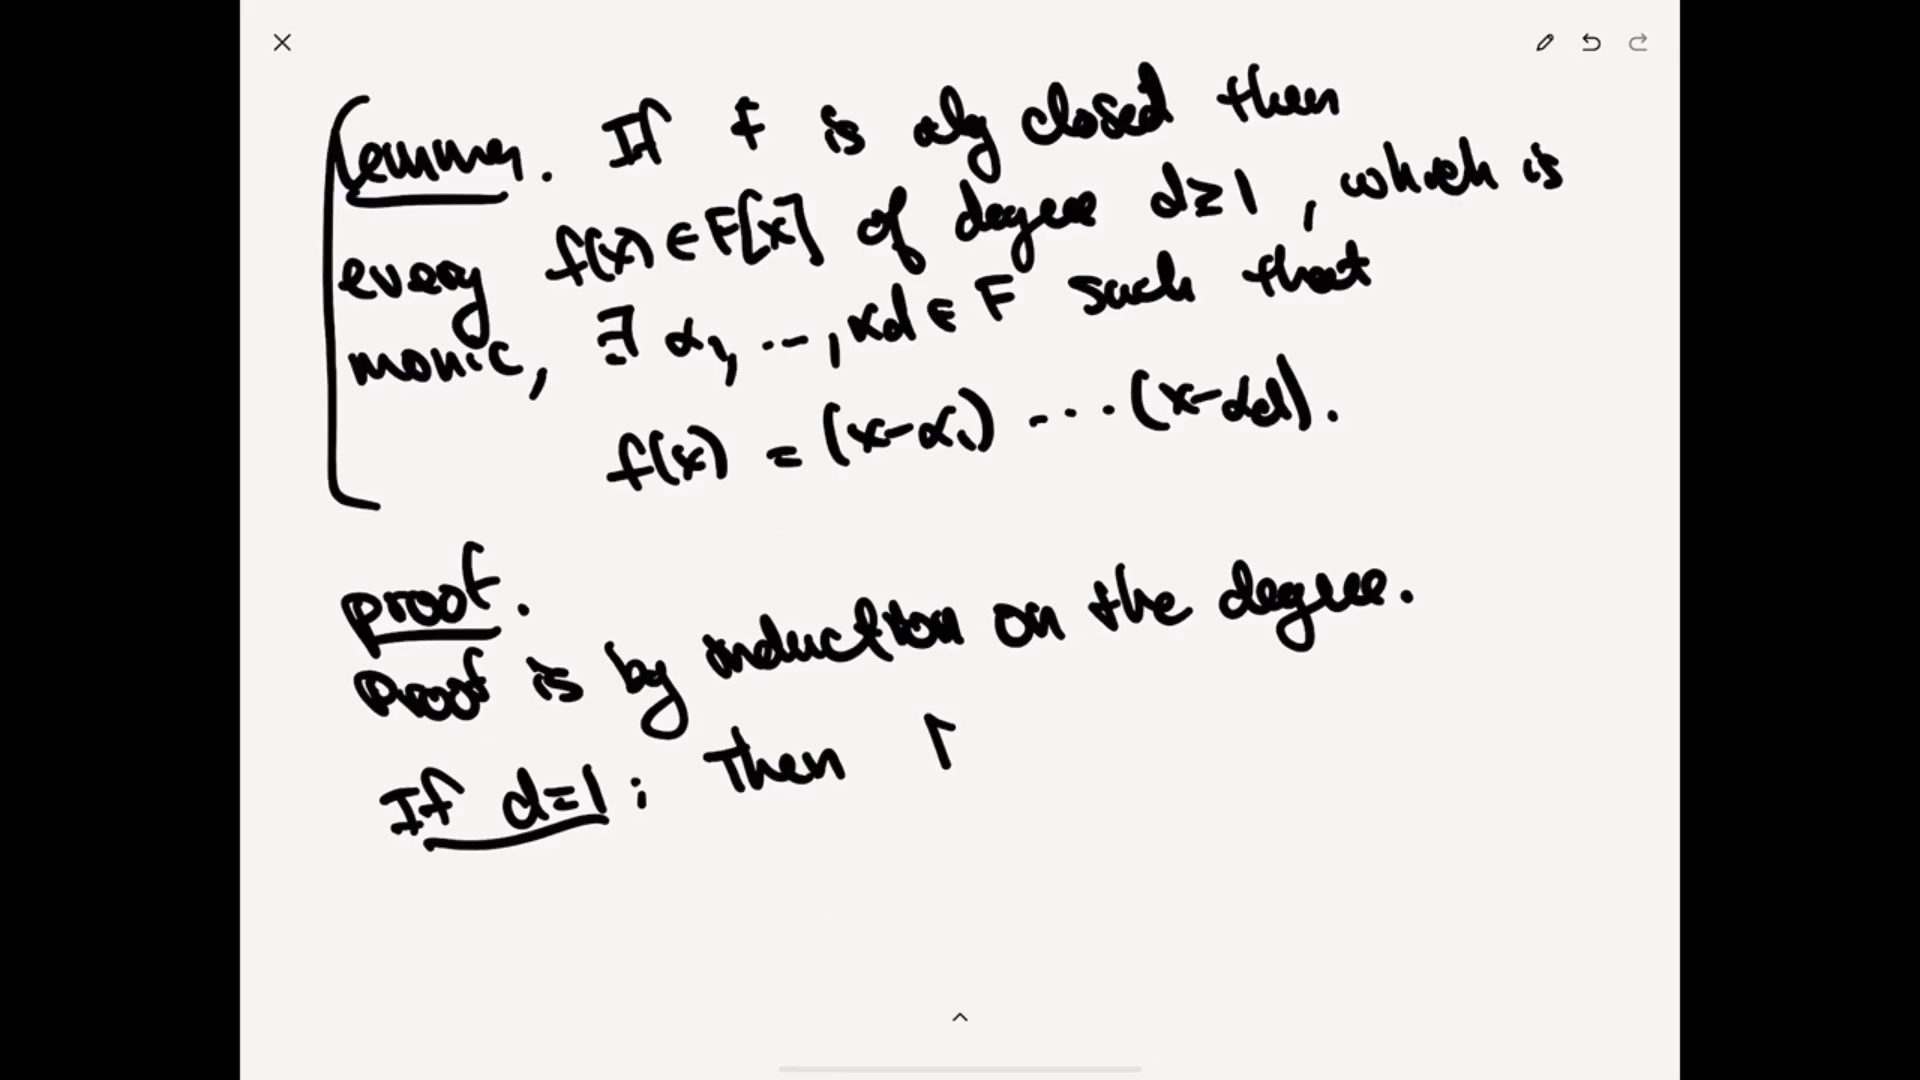 Lemma. If F is alg closed then
every f(x) ∈ F[x] of degree d≥1, which is
monic, ∃ α₁, ..., αd ∈ F such that
f(x) = (x-α₁) ... (x-αd).
proof.
Proof is by induction on the degree.
If d=1: Then